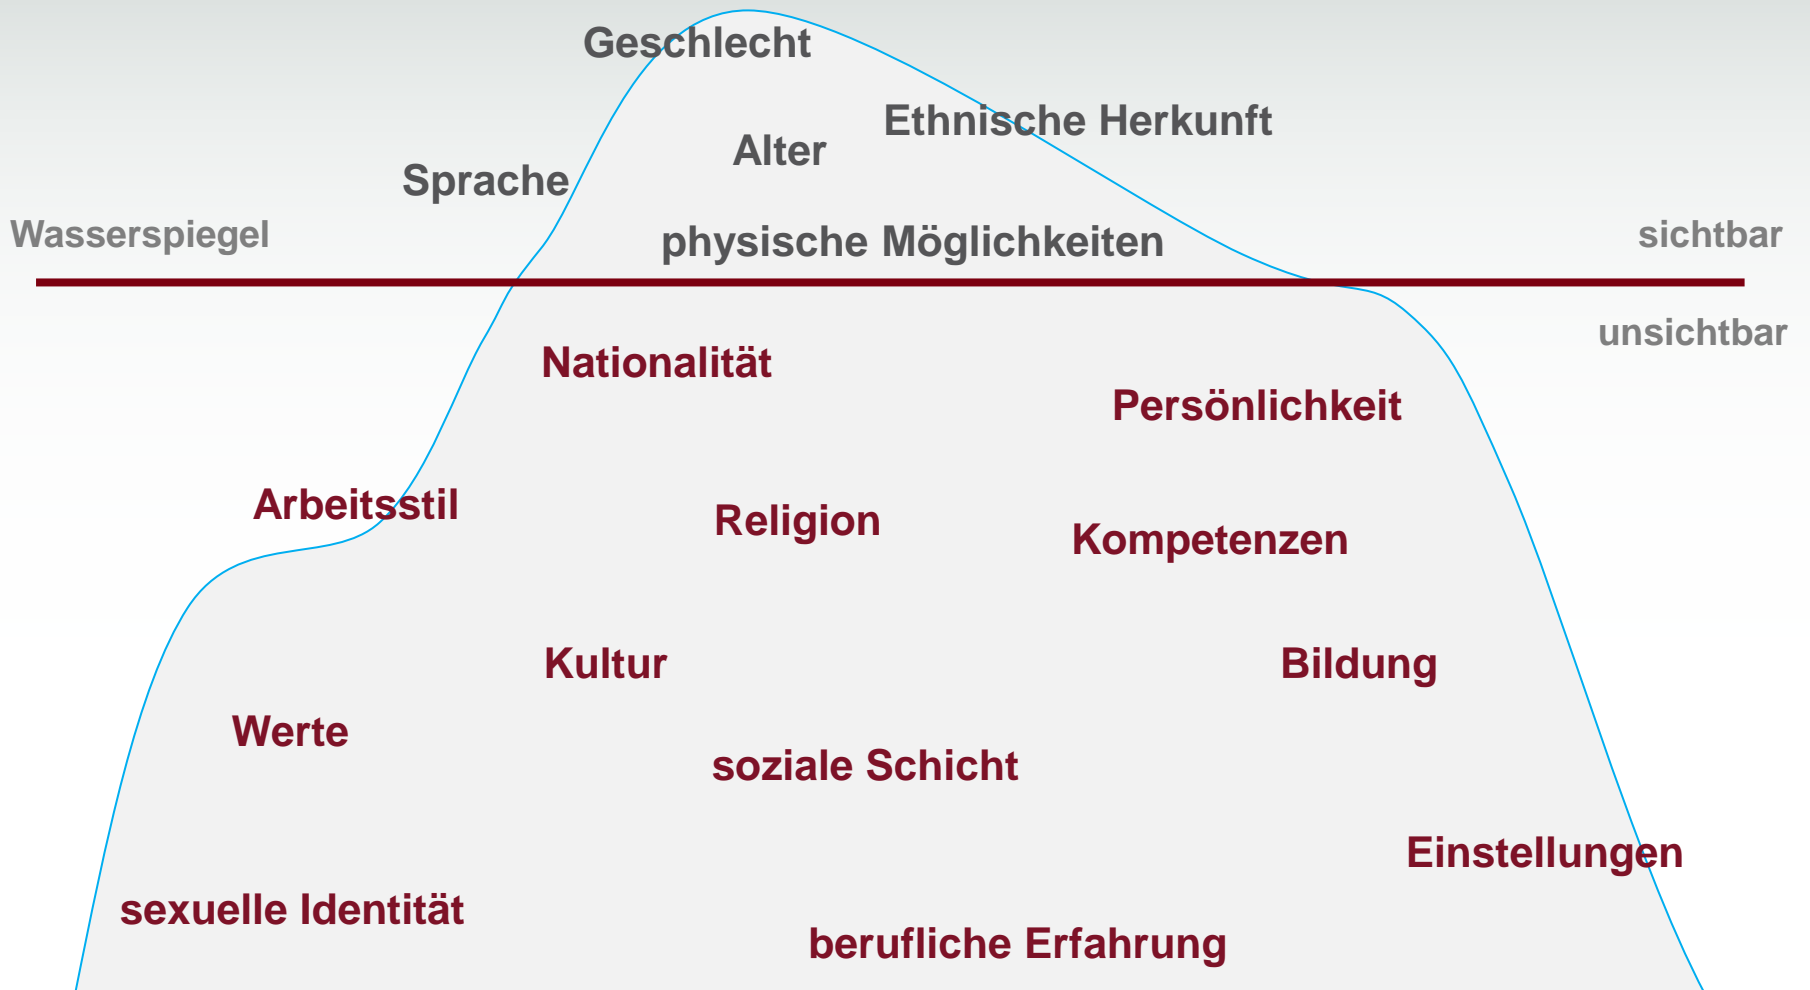 Geschlecht
Ethnische Herkunft
Alter
Sprache
Wasserspiegel
physische Möglichkeiten
sichtbar
unsichtbar
Nationalität
Persönlichkeit
Arbeitsstil
Religion
Kompetenzen
Kultur
Bildung
Werte
soziale Schicht
Einstellungen
sexuelle Identität
berufliche Erfahrung